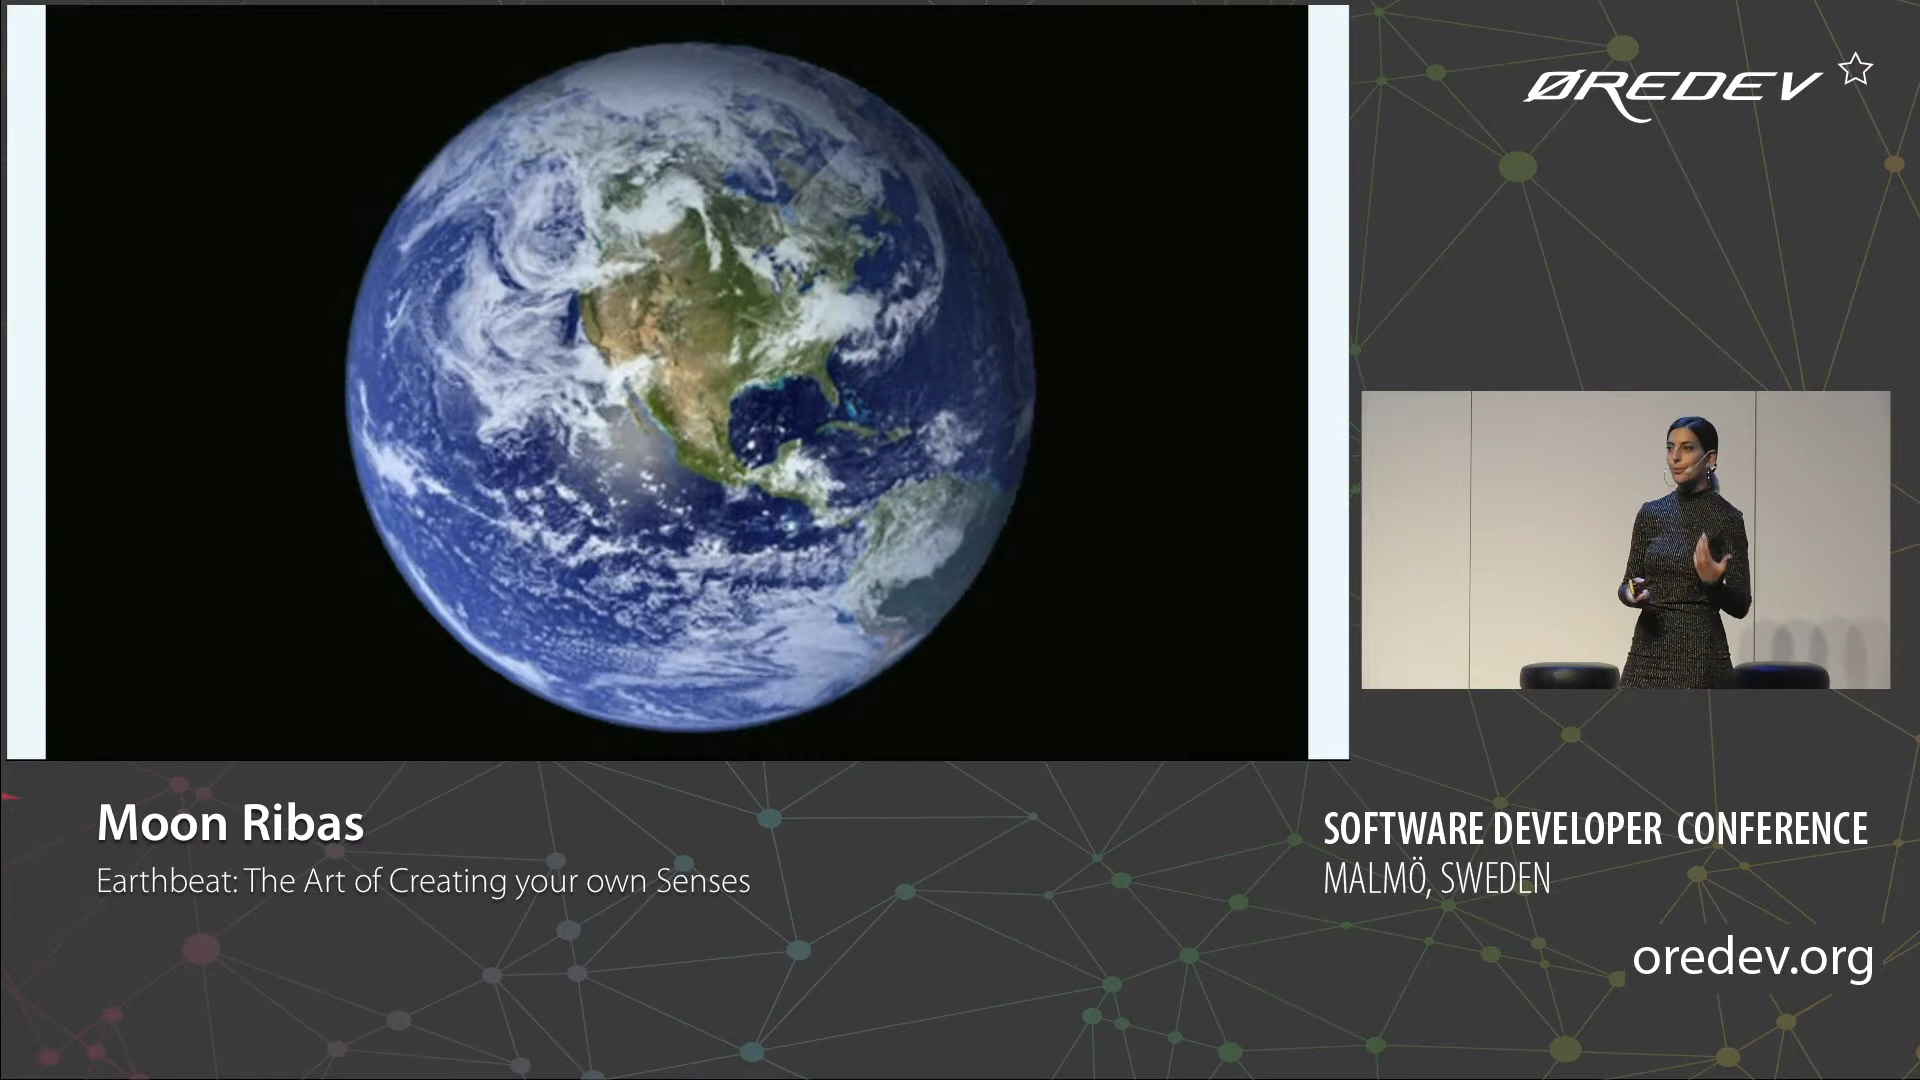 ØREDEV
Moon Ribas
Earthbeat: The Art of Creating your own Senses
SOFTWARE DEVELOPER CONFERENCE
MALMÖ, SWEDEN
oredev.org